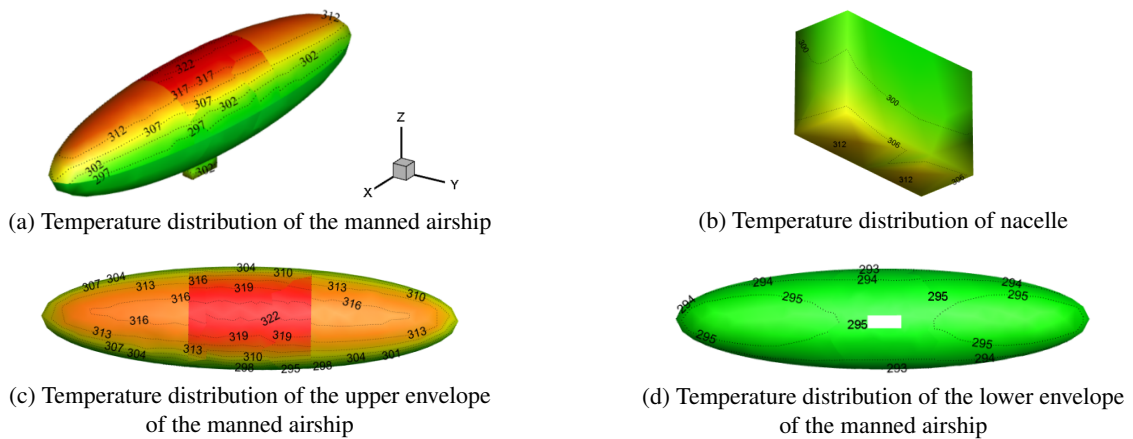 312
322
317
302
317
307
302
312
307
297
302
297
302
Z
X
Y
(a) Temperature distribution of the manned airship
300
300
306
312
312
306
(b) Temperature distribution of nacelle
304
307 304 310
313 316 319 313 310
316 316
316 322
313 319 319 313
307 304 313 310 304 301
298 295 298
(c) Temperature distribution of the upper envelope
of the manned airship
293
294 294 294
294 295 295 295
295
295 295
294
293
(d) Temperature distribution of the lower envelope
of the manned airship